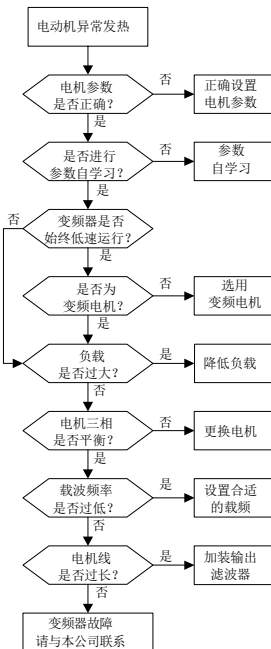 电动机异常发热
电机参数
是否正确?
否
正确设置
电机参数
是
是否进行
参数自学习?
否
参数
自学习
是
否
变频器是否
始终低速运行?
是
是否为
变频电机?
否
选用
变频电机
是
负载
是否过大?
是
降低负载
否
电机三相
是否平衡?
否
更换电机
是
载波频率
是否过低?
是
设置合适
的载频
否
电机线
是否过长?
是
加装输出
滤波器
否
变频器故障
请与本公司联系